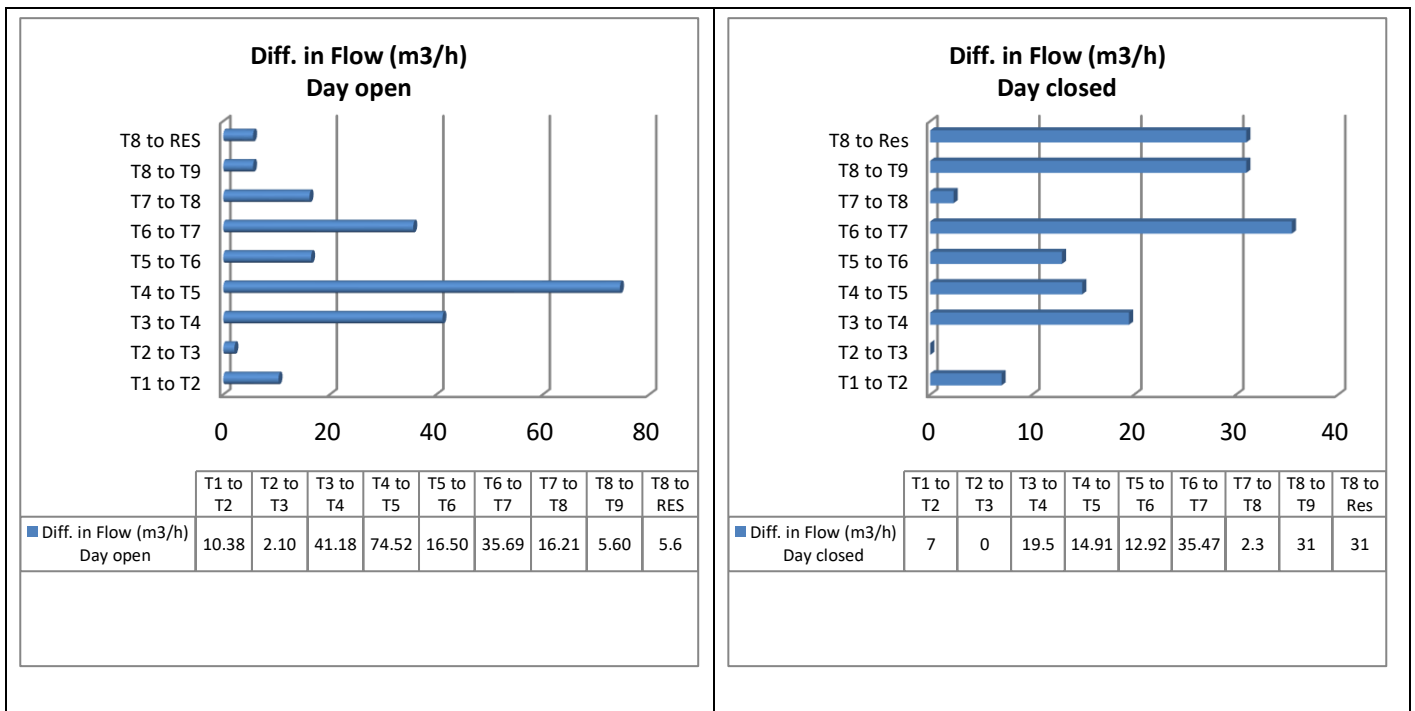 Diff. in Flow (m3/h)
Day open
T8 to RES
T8 to T9
T7 to T8
T6 to T7
T5 to T6
T4 to T5
T3 to T4
T2 to T3
T1 to T2
0 20 40 60 80
T1 to T2 T2 to T3 T3 to T4 T4 to T5 T5 to T6 T6 to T7 T7 to T8 T8 to T9 T8 to RES
Diff. in Flow (m3/h) Day open 10.38 2.10 41.18 74.52 16.50 35.69 16.21 5.60 5.6
Diff. in Flow (m3/h)
Day closed
T8 to Res
T8 to T9
T7 to T8
T6 to T7
T5 to T6
T4 to T5
T3 to T4
T2 to T3
T1 to T2
0 10 20 30 40
T1 to T2 T2 to T3 T3 to T4 T4 to T5 T5 to T6 T6 to T7 T7 to T8 T8 to T9 T8 to Res
Diff. in Flow (m3/h) Day closed 7 0 19.5 14.91 12.92 35.47 2.3 31 31